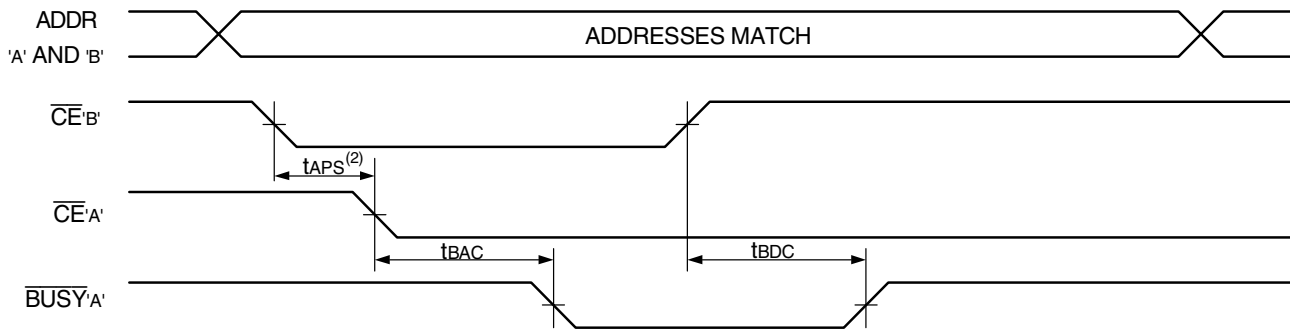 ADDR
'A' AND 'B'
ADDRESSES MATCH
CE'B'
tAPS(2)
CE'A'
tBAC
tBDC
BUSY'A'